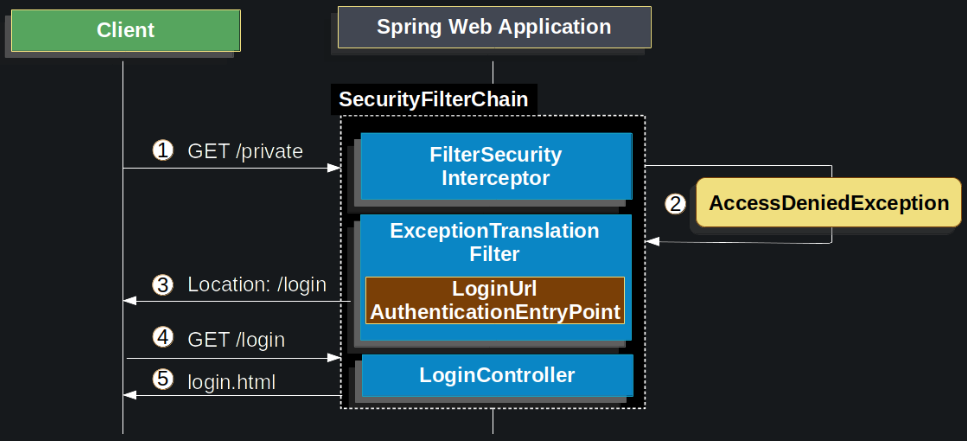 Client
Spring Web Application
SecurityFilterChain
1 GET /private
FilterSecurity
Interceptor
2 AccessDeniedException
ExceptionTranslation
Filter
3 Location: /login
LoginUrl
AuthenticationEntryPoint
4 GET /login
LoginController
5 login.html